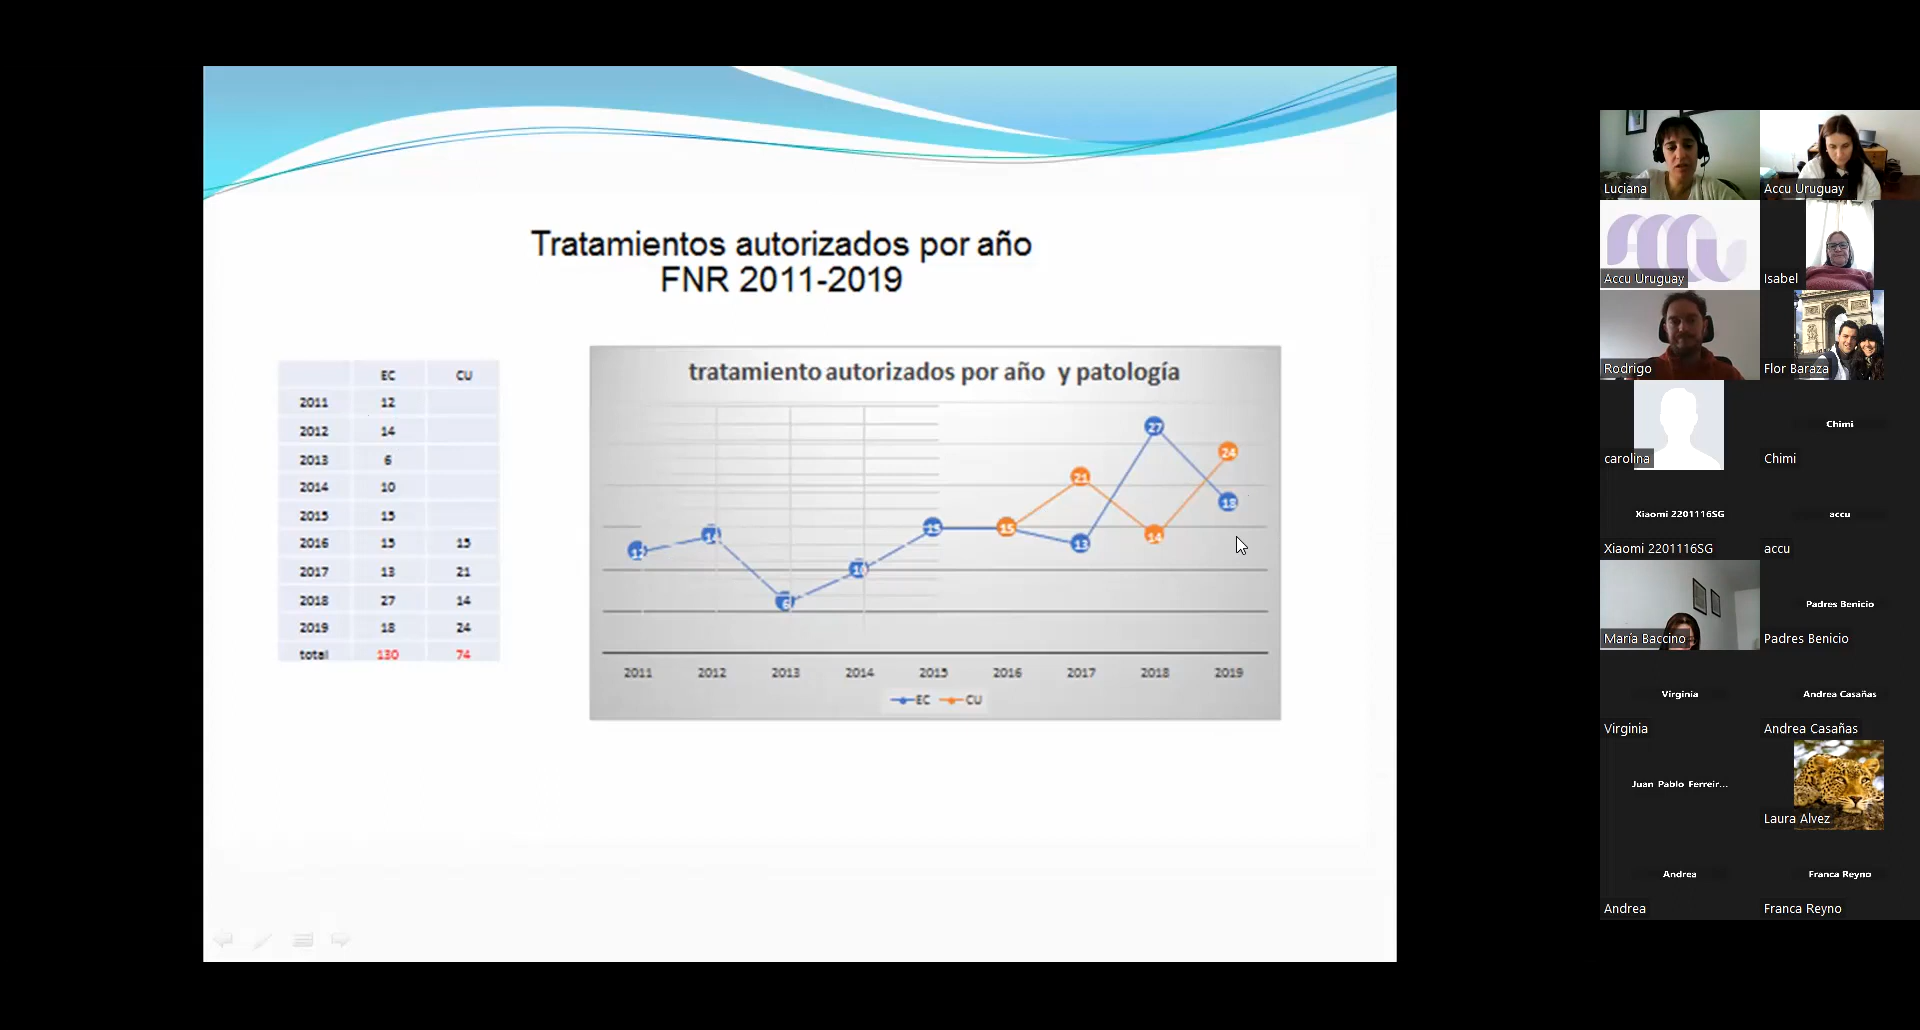 Tratamientos autorizados por año
FNR 2011-2019
EC CU
2011 12
2012 14
2013 6
2014 10
2015 15
2016 15 15
2017 13 21
2018 27 14
2019 18 24
total 130 74
tratamiento autorizados por año y patología
27
24
21
18
12 14 15 15 13 14
10
6
2011 2012 2013 2014 2015 2016 2017 2018 2019
EC CU
Luciana
Accu Uruguay
ACCU
Accu Uruguay
Isabel
Rodrigo
Flor Baraza
carolina
Chimi
Chimi
Xiaomi 2201116SG
Xiaomi 2201116SG
accu
accu
María Baccino
Padres Benicio
Padres Benicio
Virginia
Virginia
Andrea Casañas
Andrea Casañas
Juan Pablo Ferreir...
Laura Alvez
Andrea
Andrea
Franca Reyno
Franca Reyno